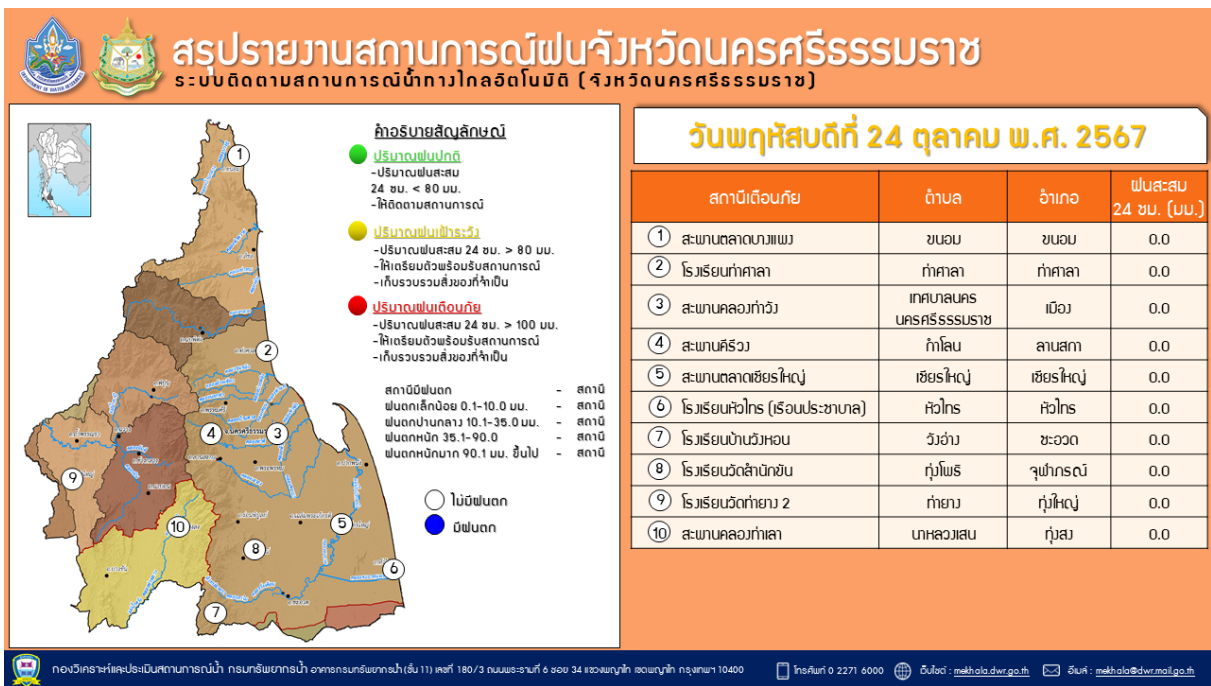 สรุปรายงานสถานการณ์ฝนจังหวัดนครศรีธรรมราช
ระบบติดตามสถานการณ์น้ำทางไกลอัตโนมัติ (จังหวัดนครศรีธรรมราช)
คำอธิบายสัญลักษณ์
ปริมาณฝนปกติ
-ปริมาณฝนสะสม
24 ชม. < 80 มม.
-ให้ติดตามสถานการณ์
ปริมาณฝนเฝ้าระวัง
-ปริมาณฝนสะสม 24 ชม. > 80 มม.
-ให้เตรียมตัวพร้อมรับสถานการณ์
-เก็บรวบรวมสิ่งของที่จำเป็น
ปริมาณฝนเตือนภัย
-ปริมาณฝนสะสม 24 ชม. > 100 มม.
-ให้เตรียมตัวพร้อมรับสถานการณ์
-เก็บรวบรวมสิ่งของที่จำเป็น
สถานีมีฝนตก - สถานี
ฝนตกเล็กน้อย 0.1-10.0 มม. - สถานี
ฝนตกปานกลาง 10.1-35.0 มม. - สถานี
ฝนตกหนัก 35.1-90.0 - สถานี
ฝนตกหนักมาก 90.1 มม. ขึ้นไป - สถานี
ไม่มีฝนตก
มีฝนตก
1
2
4 3
9
10
5
8
6
7
วันพฤหัสบดีที่ 24 ตุลาคม พ.ศ. 2567
สถานีเตือนภัย ตำบล อำเภอ ฝนสะสม
24 ชม. (มม.)
1 สะพานตลาดบางแพง ขนอม ขนอม 0.0
2 โรงเรียนท่าศาลา ท่าศาลา ท่าศาลา 0.0
3 สะพานคลองท่าวัง เทศบาลนคร
นครศรีธรรมราช เมือง 0.0
4 สะพานคีรีวง กำโลน ลานสกา 0.0
5 สะพานตลาดเชียรใหญ่ เชียรใหญ่ เชียรใหญ่ 0.0
6 โรงเรียนหัวไทร (เรือนประชาบาล) หัวไทร หัวไทร 0.0
7 โรงเรียนบ้านวังหอน วังอ่าง ชะอวด 0.0
8 โรงเรียนวัดสำนักขัน ทุ่งโพธิ จุฬาภรณ์ 0.0
9 โรงเรียนวัดท่ายาง 2 ท่ายาง ทุ่งใหญ่ 0.0
10 สะพานคลองท่าเลา นาหลวงเสน ทุ่งสง 0.0
กองวิเคราะห์และประเมินสถานการณ์น้ำ กรมทรัพยากรน้ำ อาคารกรมทรัพยากรน้ำ (ชั้น 11) เลขที่ 180/3 ถนนพระรามที่ 6 ซอย 34 แขวงพญาไท เขตพญาไท กรุงเทพฯ 10400 โทรศัพท์ 0 2271 6000 เว็บไซต์ : mekhala.dwr.go.th อีเมล์ : mekhala@dwr.mail.go.th